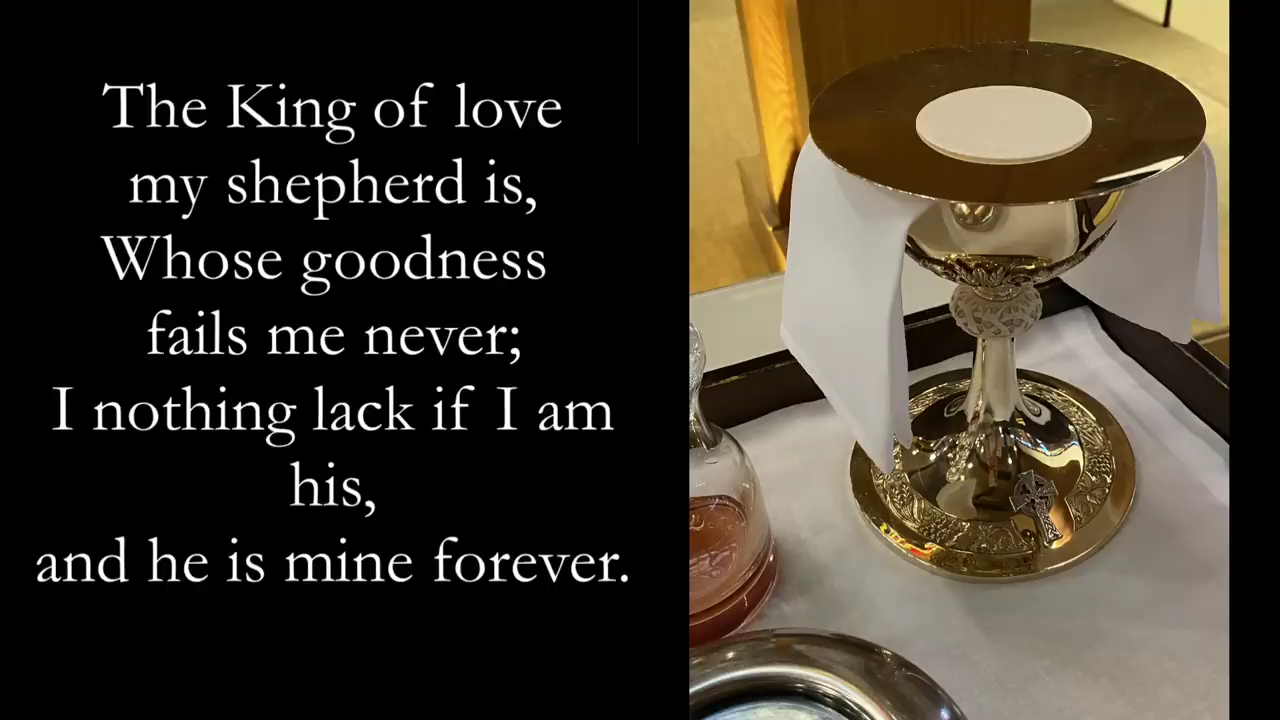 The King of love
my shepherd is,
Whose goodness
fails me never;
I nothing lack if I am
his,
and he is mine forever.